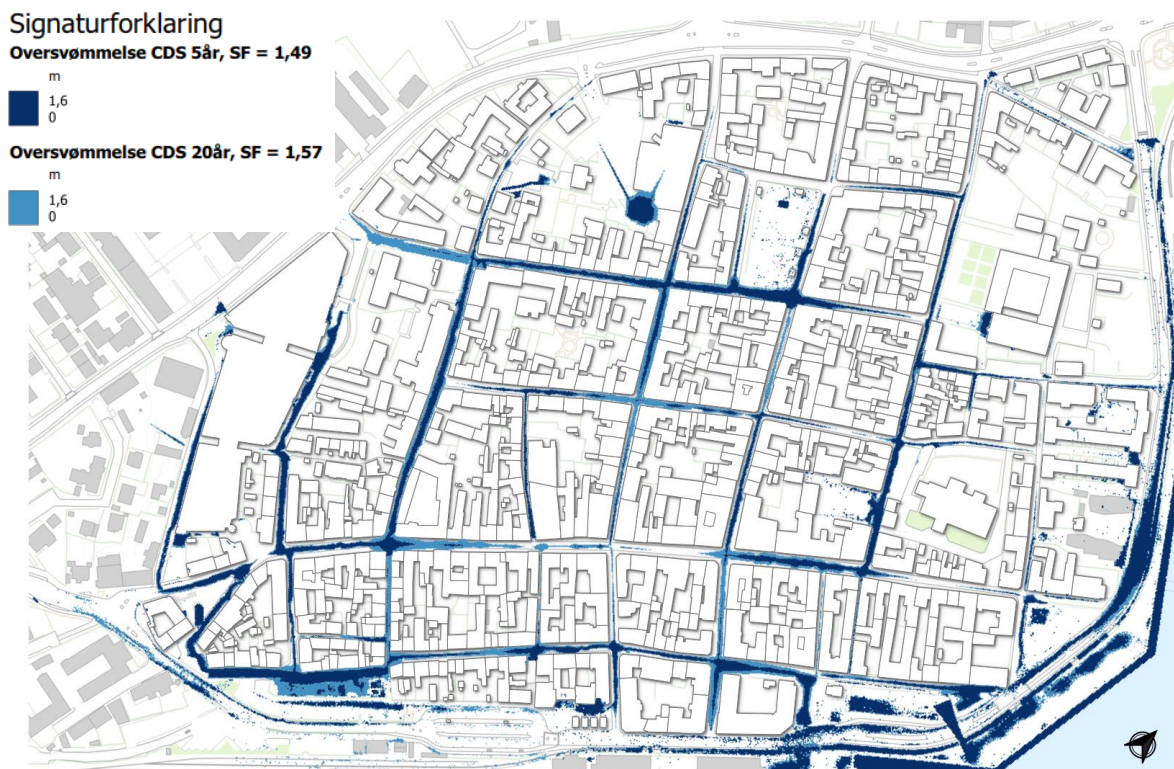 Signaturforklaring
Oversvømmelse CDS 5år, SF = 1,49
m
1,6
0
Oversvømmelse CDS 20år, SF = 1,57
m
1,6
0